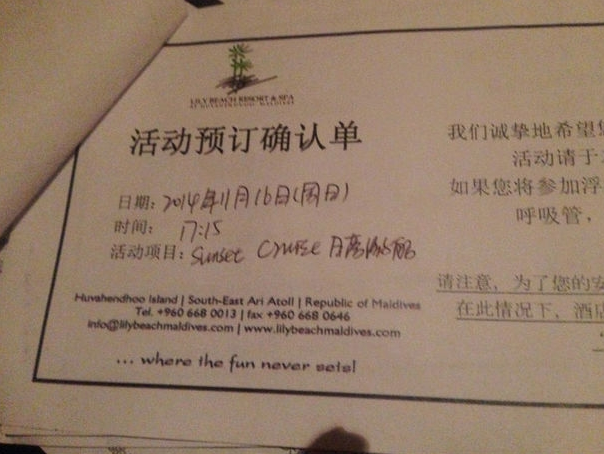 LILY BEACH RESORT & SPA
AT HUVAHENDHOO, MALDIVES
活动预订确认单
日期: 2014年11月16日(周日)
时间: 17:15
活动项目: Sunset Cruise 日落
Huvahendhoo Island | South-East Ari Atoll | Republic of Maldives
Tel. +960 668 0013 | fax +960 668 0646
info@lilybeachmaldives.com | www.lilybeachmaldives.com
... where the fun never sets!
我们诚挚地希望
活动请于
如果您将参加浮
呼吸管,
请注意, 为了您的安
在此情况下, 酒店